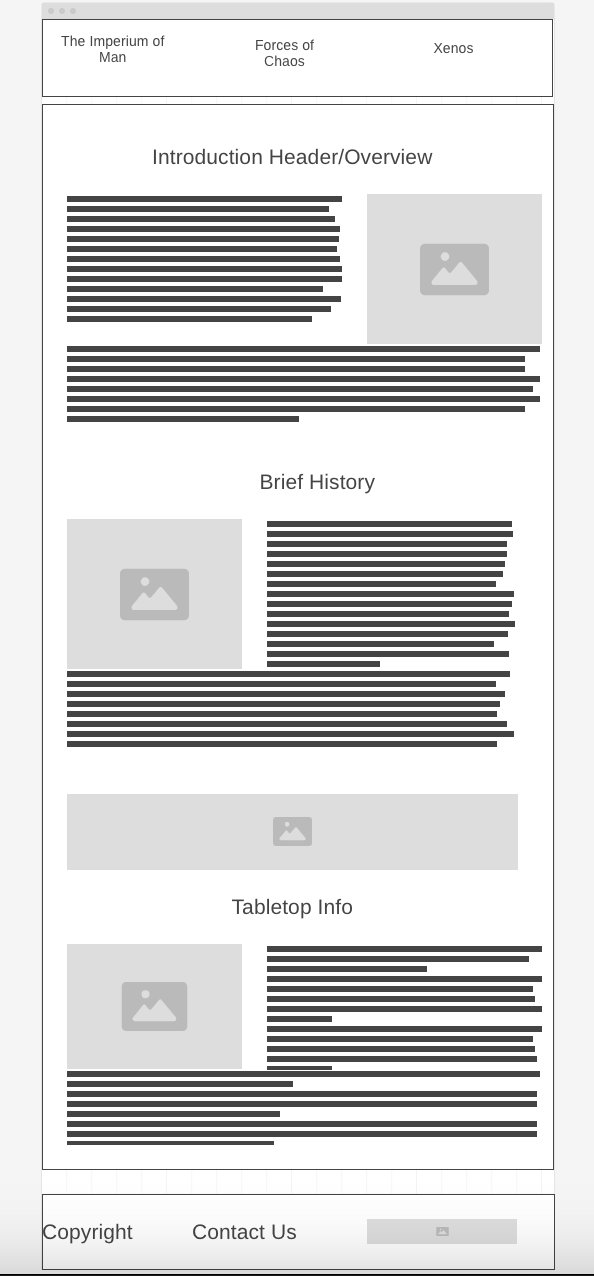 The Imperium of
Man
Forces of
Chaos
Xenos
Introduction Header/Overview
Brief History
Tabletop Info
Copyright
Contact Us